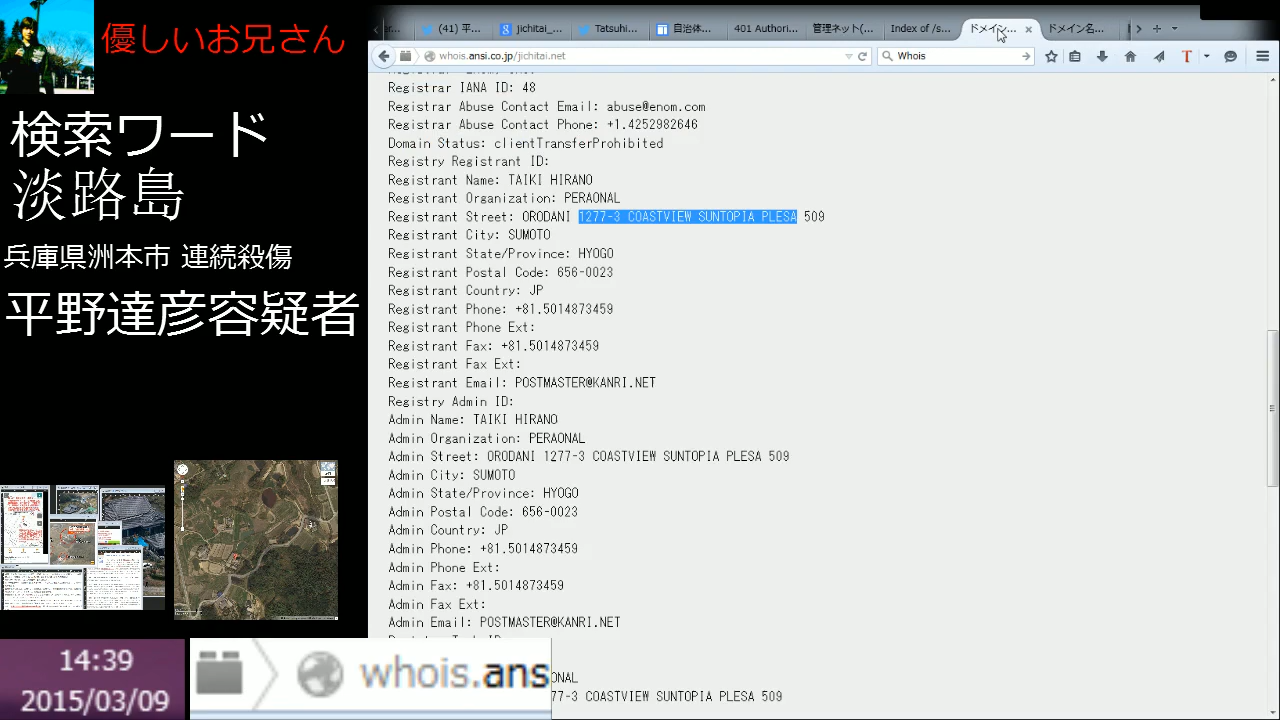 優しいお兄さん
検索ワード
淡路島
兵庫県洲本市 連続殺傷
平野達彦容疑者
14:39
2015/03/09
whois.ans
(41) 平...
jichitai_...
Tatsuhi...
自治体...
401 Authori...
管理ネット(...
Index of /s...
ドメイン...
ドメイン名...
whois.ansi.co.jp/jichitai.net
Whois
Registrar IANA ID: 48
Registrar Abuse Contact Email: abuse@enom.com
Registrar Abuse Contact Phone: +1.4252982646
Domain Status: clientTransferProhibited
Registry Registrant ID:
Registrant Name: TAIKI HIRANO
Registrant Organization: PERAONAL
Registrant Street: ORODANI 1277-3 COASTVIEW SUNTOPIA PLESA 509
Registrant City: SUMOTO
Registrant State/Province: HYOGO
Registrant Postal Code: 656-0023
Registrant Country: JP
Registrant Phone: +81.5014873459
Registrant Phone Ext:
Registrant Fax: +81.5014873459
Registrant Fax Ext:
Registrant Email: POSTMASTER@KANRI.NET
Registry Admin ID:
Admin Name: TAIKI HIRANO
Admin Organization: PERAONAL
Admin Street: ORODANI 1277-3 COASTVIEW SUNTOPIA PLESA 509
Admin City: SUMOTO
Admin State/Province: HYOGO
Admin Postal Code: 656-0023
Admin Country: JP
Admin Phone: +81.5014873459
Admin Phone Ext:
Admin Fax: +81.5014873459
Admin Fax Ext:
Admin Email: POSTMASTER@KANRI.NET
ONAL
77-3 COASTVIEW SUNTOPIA PLESA 509